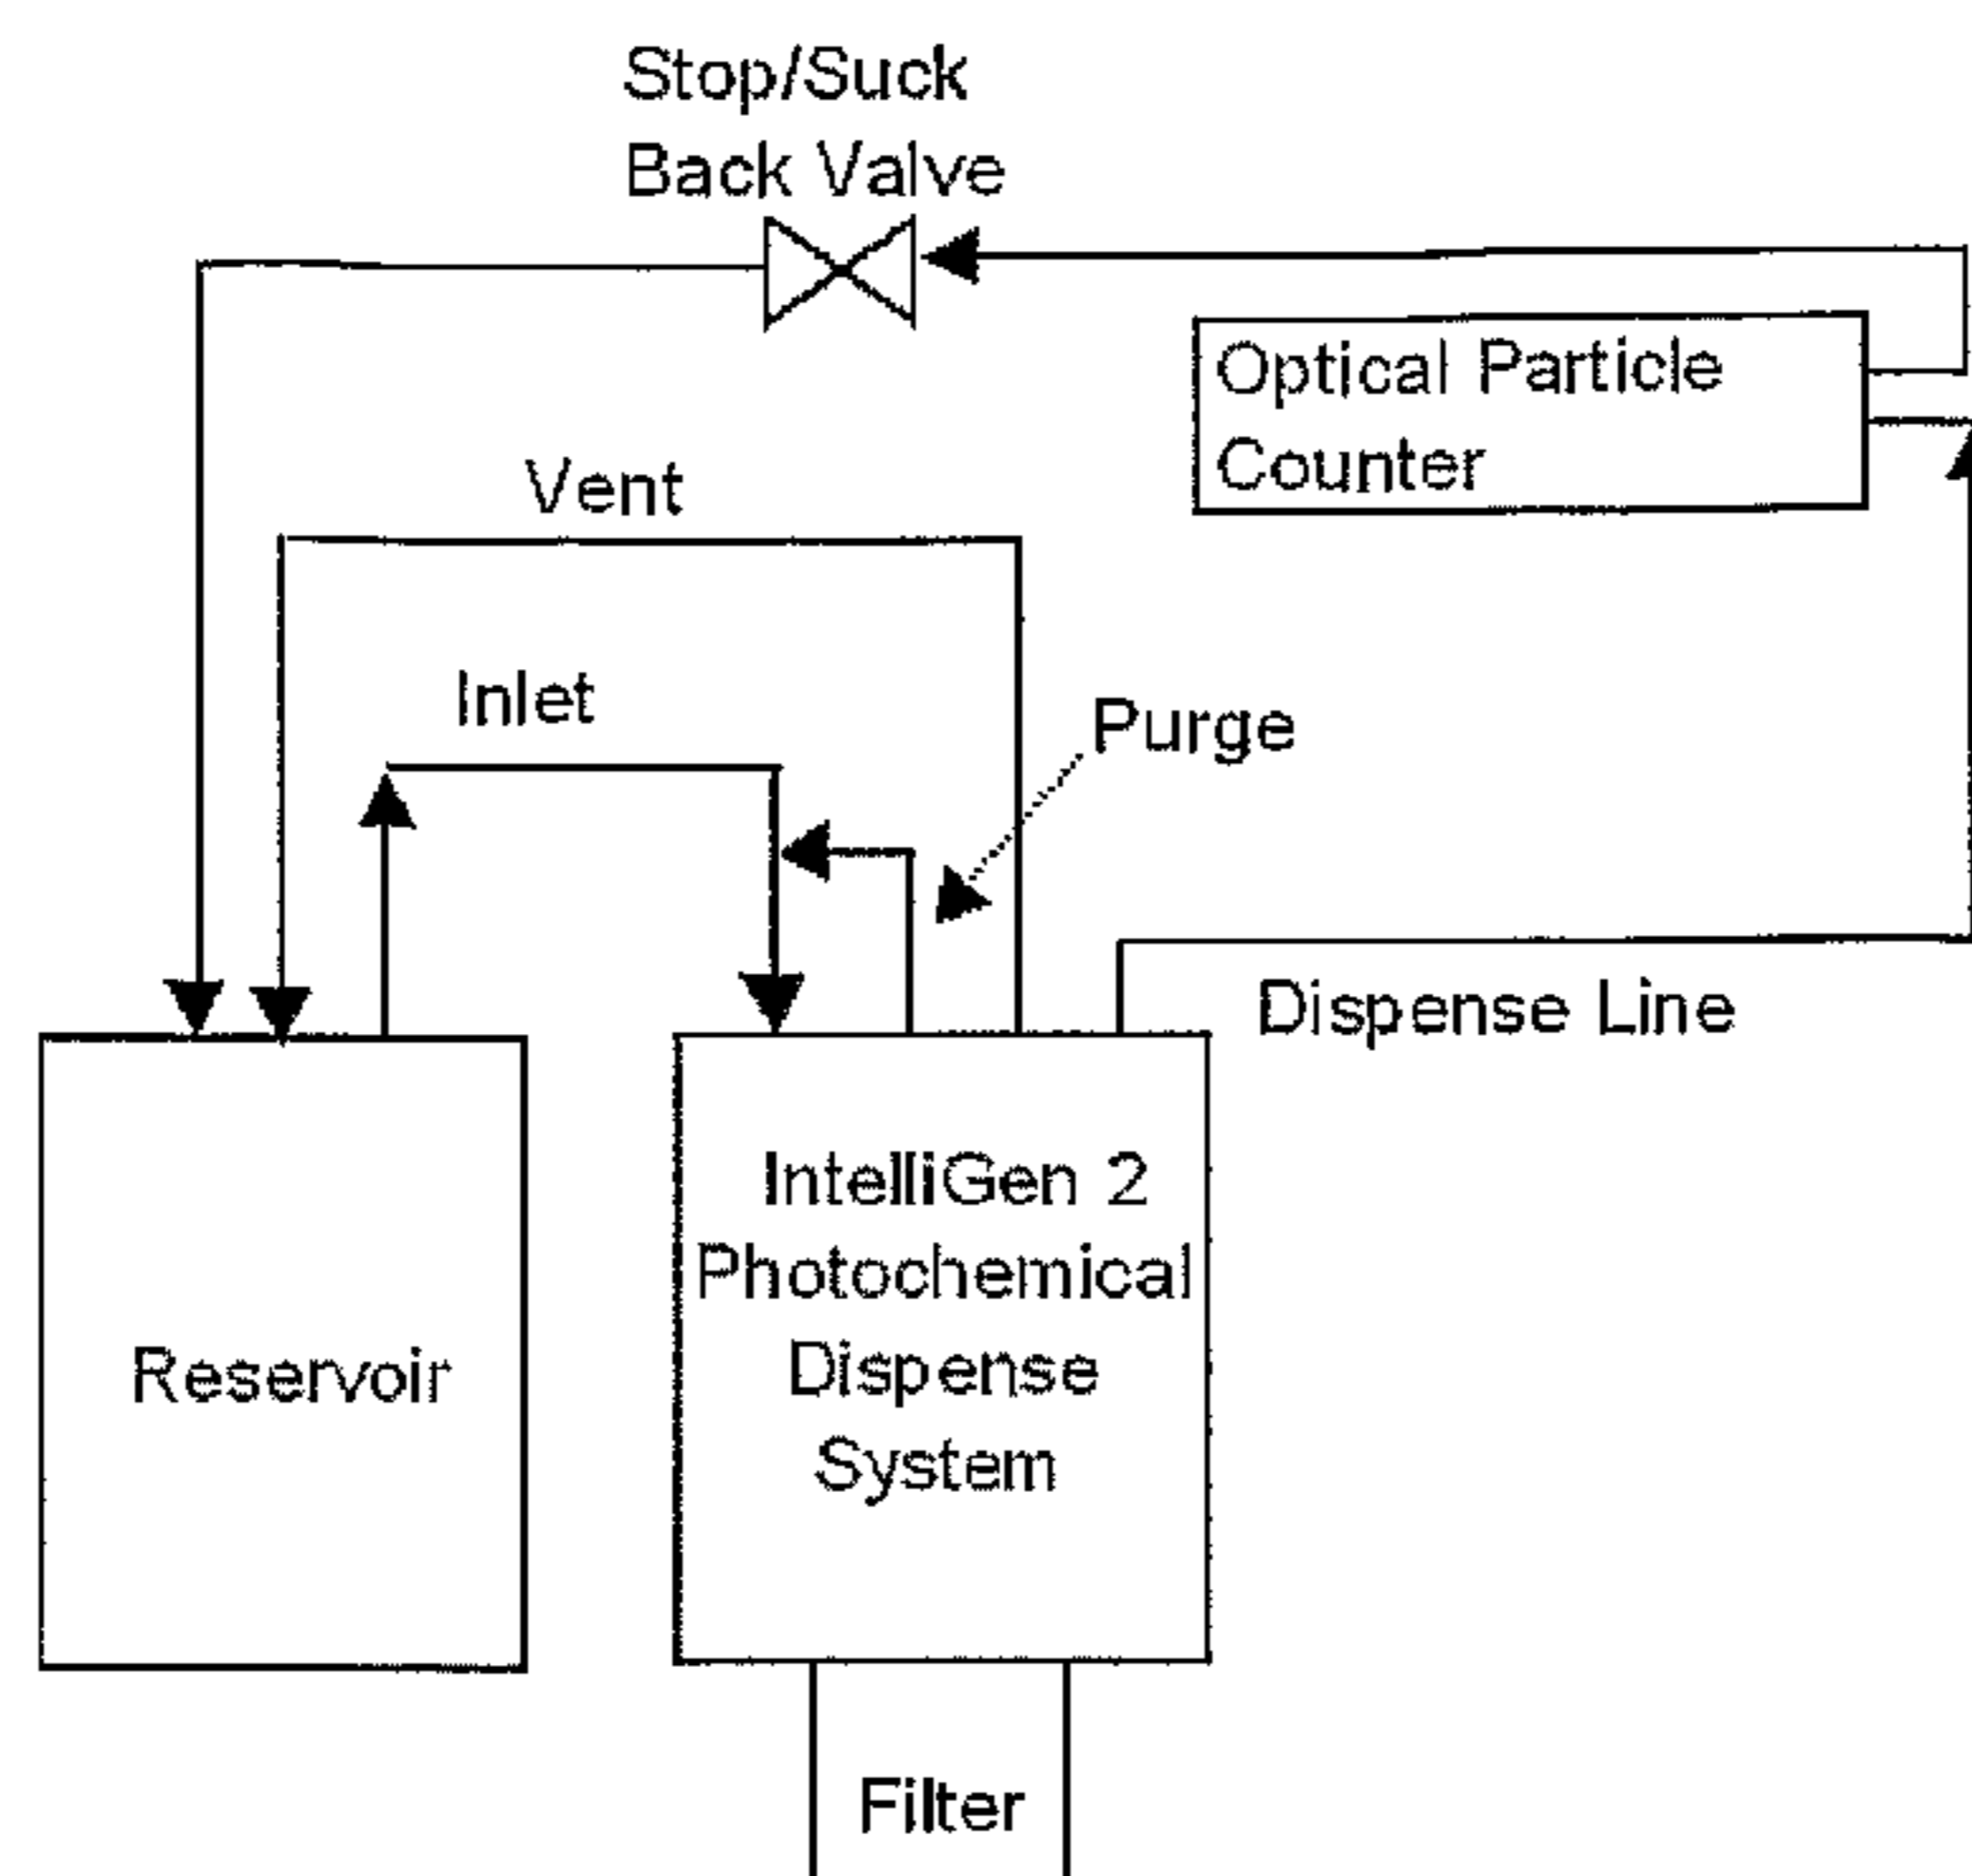 Stop/Suck
Back Valve
Optical Particle
Counter
Vent
Inlet
Purge
Dispense Line
IntelliGen 2
Photochemical
Dispense
System
Reservoir
Filter